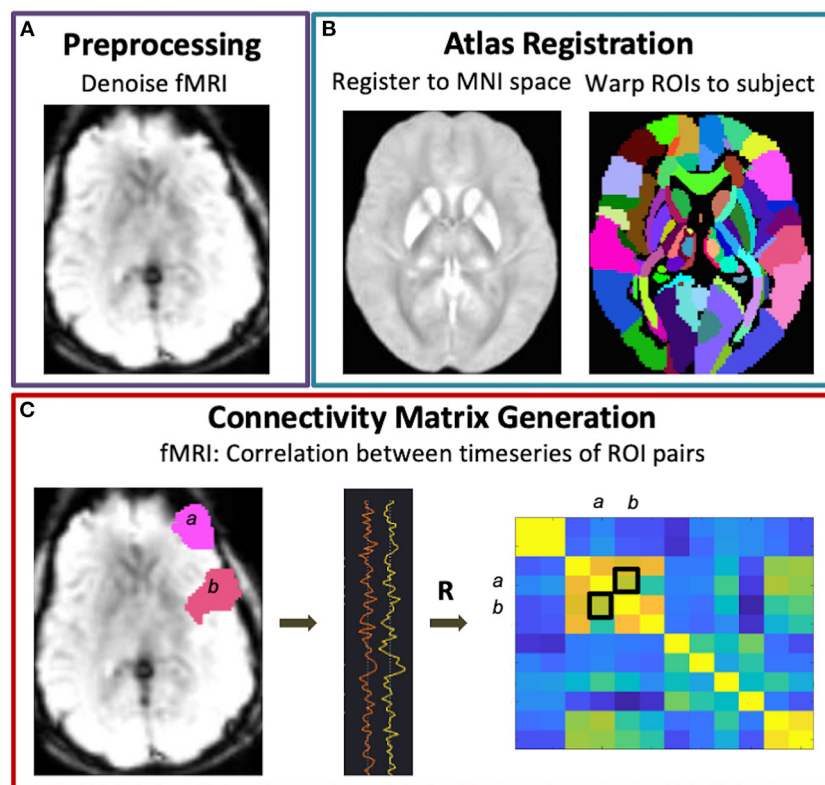 A
Preprocessing
Denoise fMRI
B
Atlas Registration
Register to MNI space Warp ROIs to subject
C
Connectivity Matrix Generation
fMRI: Correlation between timeseries of ROI pairs
a
b
R
a b
a
b